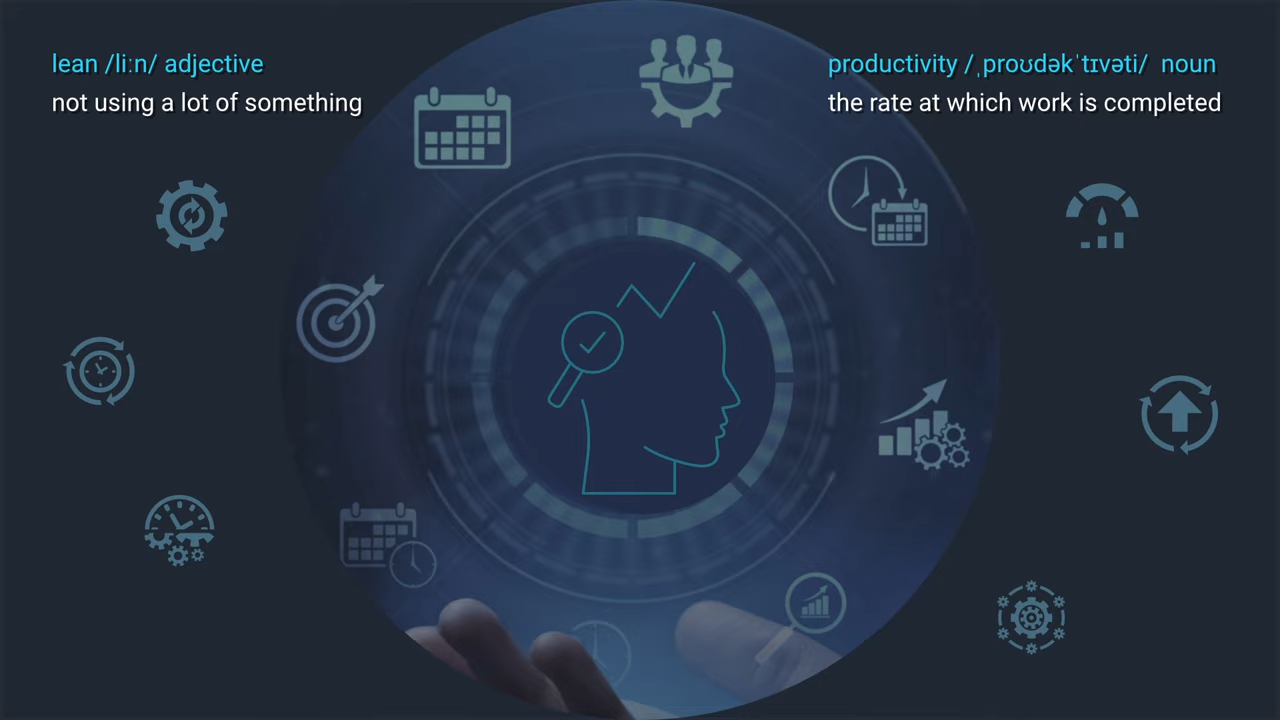 lean /liːn/ adjective
not using a lot of something
productivity /ˌproʊdəkˈtɪvəti/ noun
the rate at which work is completed